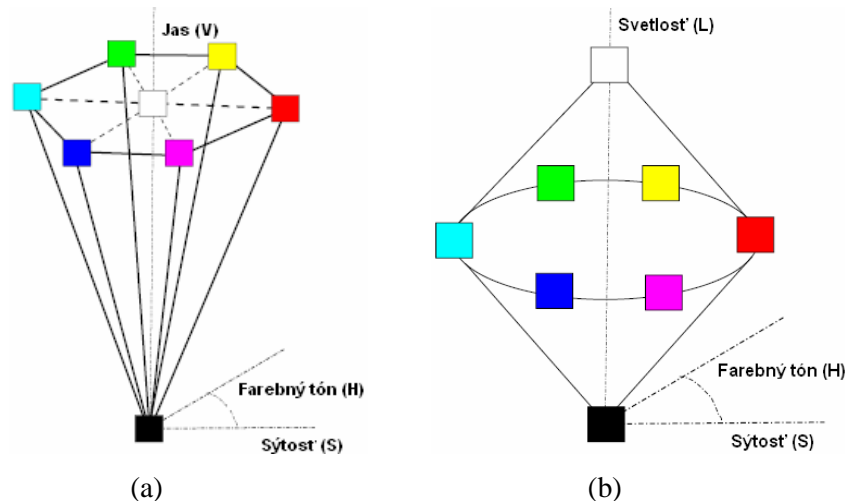 Jas (V)
Farebný tón (H)
Sýtosť (S)
(a)
Svetlosť (L)
Farebný tón (H)
Sýtosť (S)
(b)